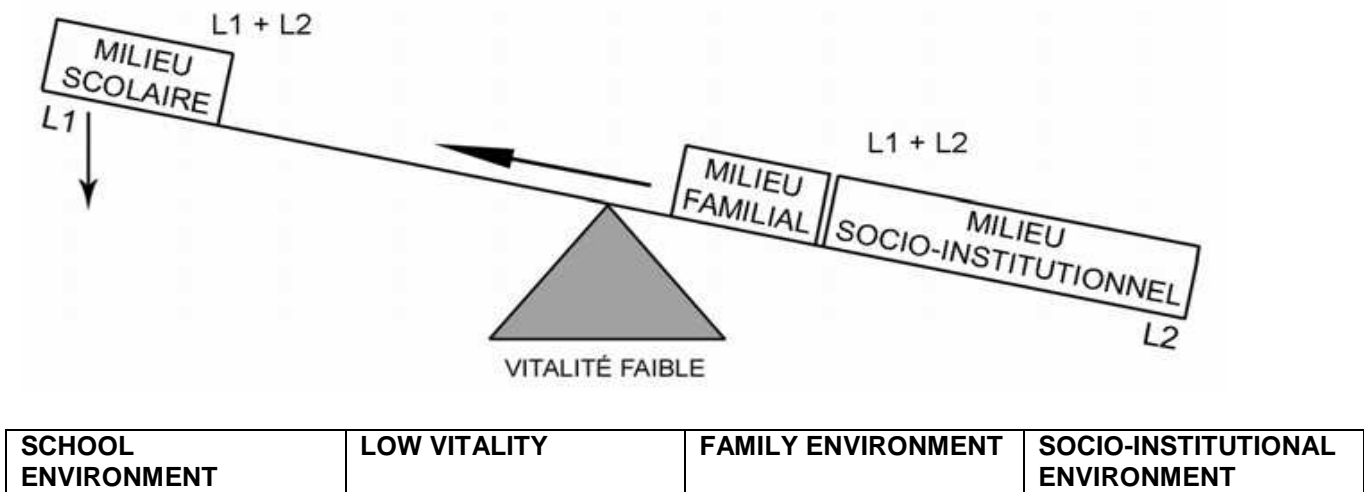 L1 + L2
MILIEU
SCOLAIRE
L1
L1 + L2
MILIEU
FAMILIAL
MILIEU
SOCIO-INSTITUTIONNEL
L2
VITALITÉ FAIBLE
SCHOOL
ENVIRONMENT
LOW VITALITY
FAMILY ENVIRONMENT
SOCIO-INSTITUTIONAL
ENVIRONMENT